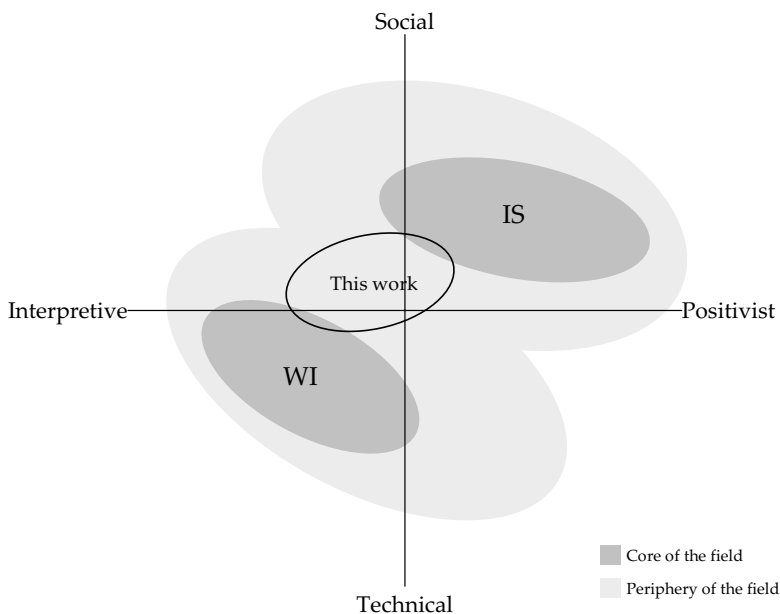 Social
IS
This work
Interpretive
Positivist
WI
Core of the field
Periphery of the field
Technical